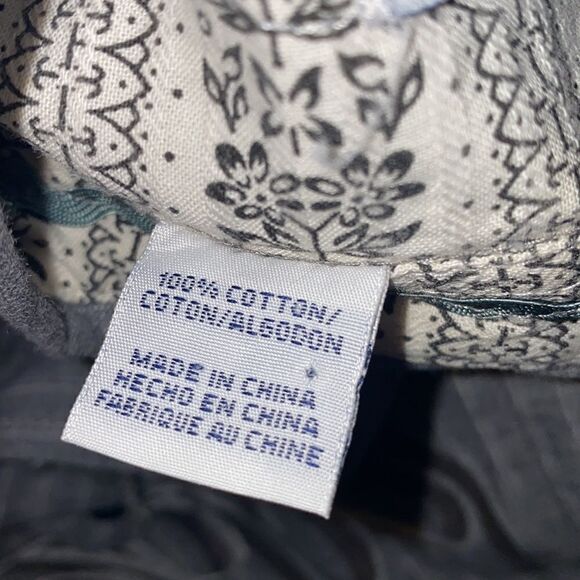 100% COTTON/
COTON/ALGODON
MADE IN CHINA
HECHO EN CHINA
FABRIQUE AU CHINE